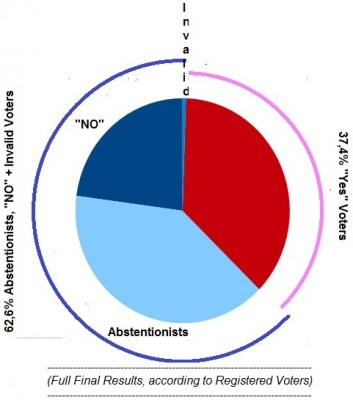 Invalid
"NO"
37,4% "Yes" Voters
62,6% Abstentionists, "NO" + Invalid Voters
Abstentionists
(Full Final Results, according to Registered Voters)